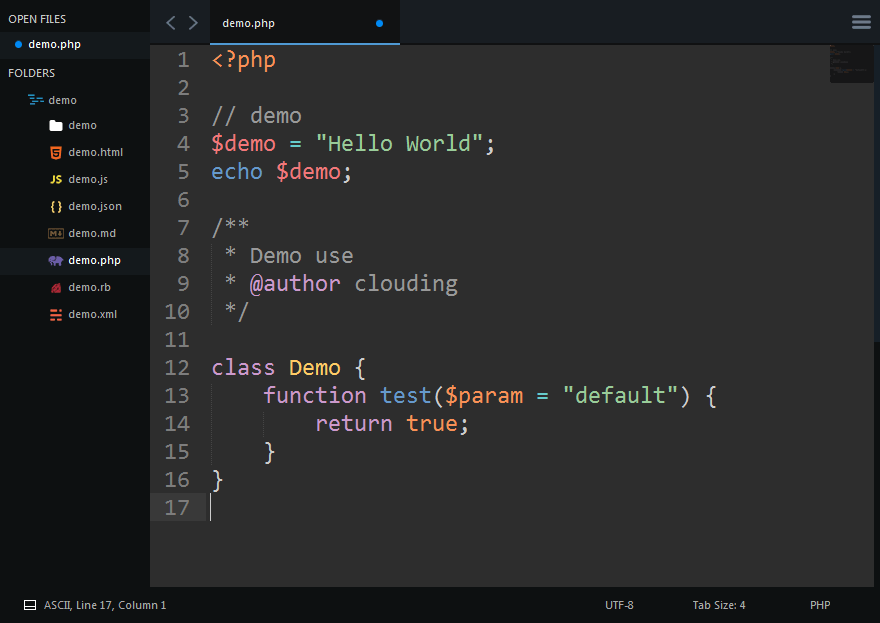 OPEN FILES
demo.php
FOLDERS
demo
demo
demo.html
JS demo.js
{ } demo.json
M demo.md
demo.php
demo.rb
demo.xml
demo.php
1 <?php
2
3 // demo
4 $demo = "Hello World";
5 echo $demo;
6
7 /**
8  * Demo use
9  * @author clouding
10  */
11
12 class Demo {
13     function test($param = "default") {
14         return true;
15     }
16 }
17
ASCII, Line 17, Column 1
UTF-8
Tab Size: 4
PHP